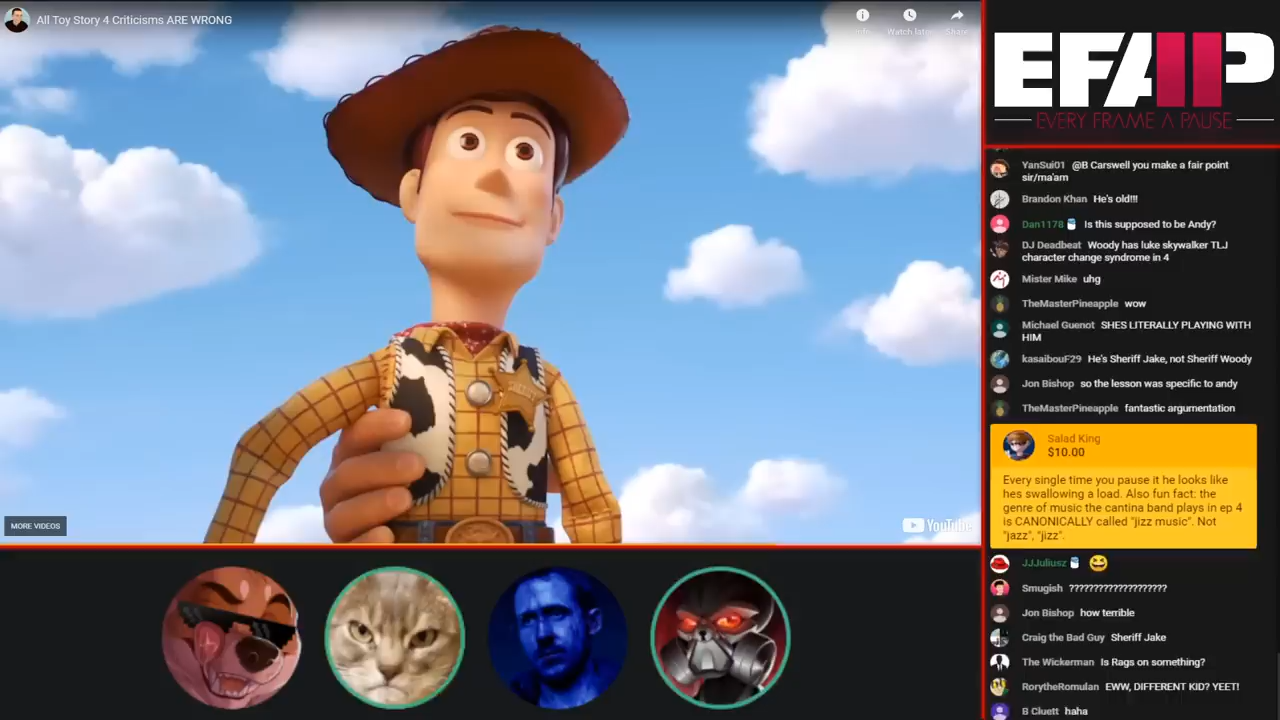 All Toy Story 4 Criticisms ARE WRONG
Info
Watch later
Share
SHERIFF
MORE VIDEOS
YouTube
EFAP
EVERY FRAME A PAUSE
YanSui01 @B Carswell you make a fair point
sir/ma'am
Brandon Khan He's old!!!
Dan1178 Is this supposed to be Andy?
DJ Deadbeat Woody has luke skywalker TLJ
character change syndrome in 4
Mister Mike uhg
TheMasterPineapple wow
Michael Guenot SHES LITERALLY PLAYING WITH
HIM
kasaibouF29 He's Sheriff Jake, not Sheriff Woody
Jon Bishop so the lesson was specific to andy
TheMasterPineapple fantastic argumentation
Salad King
$10.00
Every single time you pause it he looks like
hes swallowing a load. Also fun fact: the
genre of music the cantina band plays in ep 4
is CANONICALLY called "jizz music". Not
"jazz", "jizz".
JJJuliusz 😆
Smugish ???????????????????
Jon Bishop how terrible
Craig the Bad Guy Sheriff Jake
The Wickerman Is Rags on something?
RorytheRomulan EWW, DIFFERENT KID? YEET!
B Cluett haha